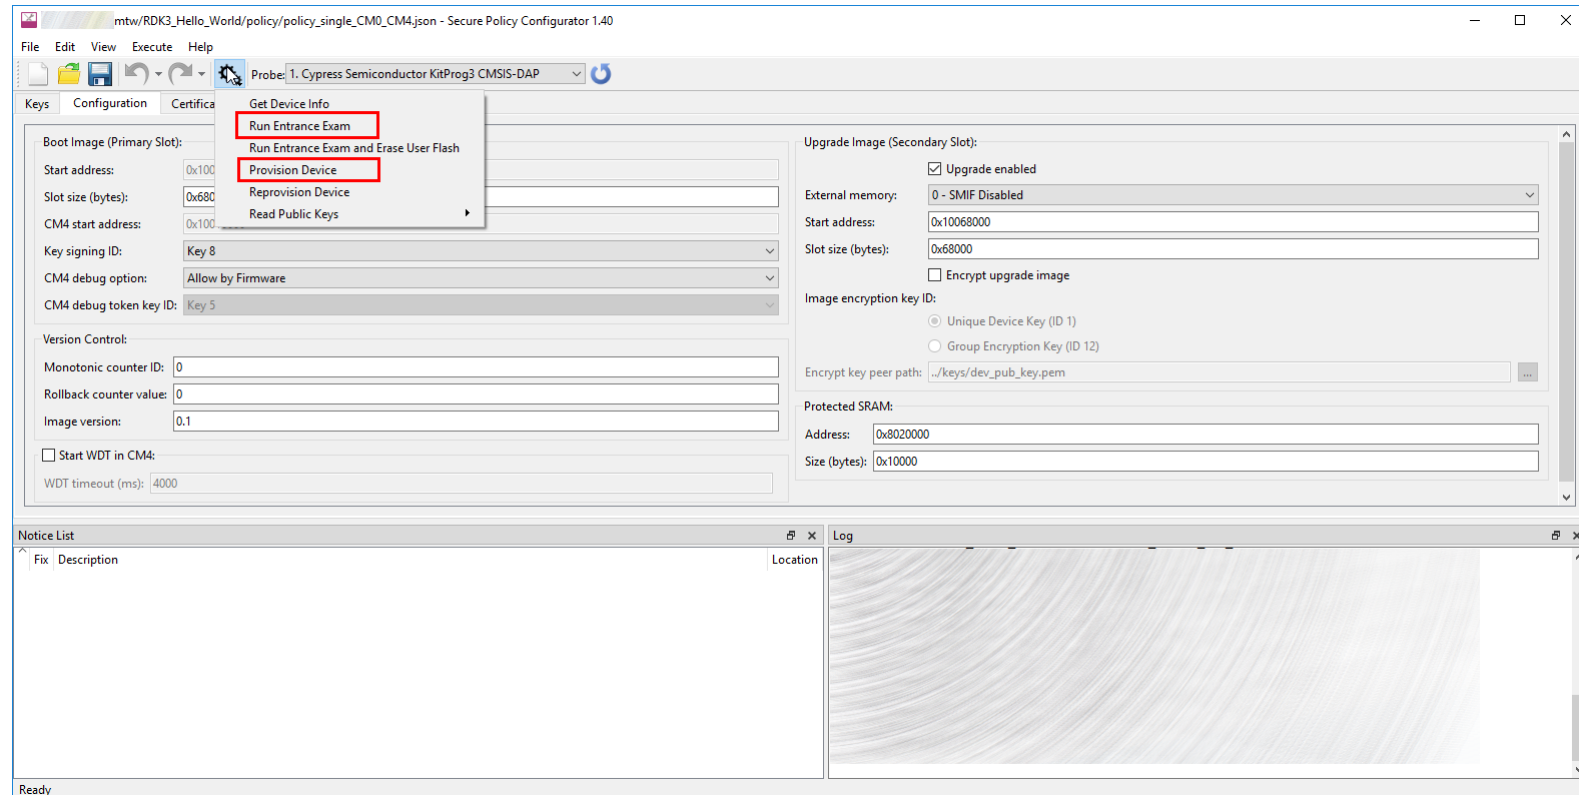 mtw/RDK3_Hello_World/policy/policy_single_CM0_CM4.json - Secure Policy Configurator 1.40
File Edit View Execute Help
Probe: 1. Cypress Semiconductor KitProg3 CMSIS-DAP
Keys Configuration Certifica
Get Device Info
Run Entrance Exam
Run Entrance Exam and Erase User Flash
Provision Device
Reprovision Device
Read Public Keys
Boot Image (Primary Slot):
Start address: 0x100
Slot size (bytes): 0x680
CM4 start address: 0x100
Key signing ID: Key 8
CM4 debug option: Allow by Firmware
CM4 debug token key ID: Key 5
Version Control:
Monotonic counter ID: 0
Rollback counter value: 0
Image version: 0.1
Start WDT in CM4:
WDT timeout (ms): 4000
Upgrade Image (Secondary Slot):
Upgrade enabled
External memory: 0 - SMIF Disabled
Start address: 0x10068000
Slot size (bytes): 0x68000
Encrypt upgrade image
Image encryption key ID:
Unique Device Key (ID 1)
Group Encryption Key (ID 12)
Encrypt key peer path: ../keys/dev_pub_key.pem ...
Protected SRAM:
Address: 0x8020000
Size (bytes): 0x10000
Notice List
Fix Description Location
Log
Ready